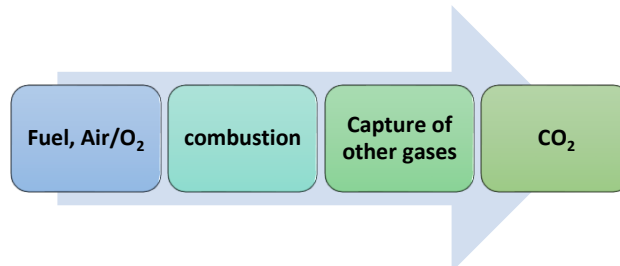 Fuel, Air/O₂
combustion
Capture of
other gases
CO₂